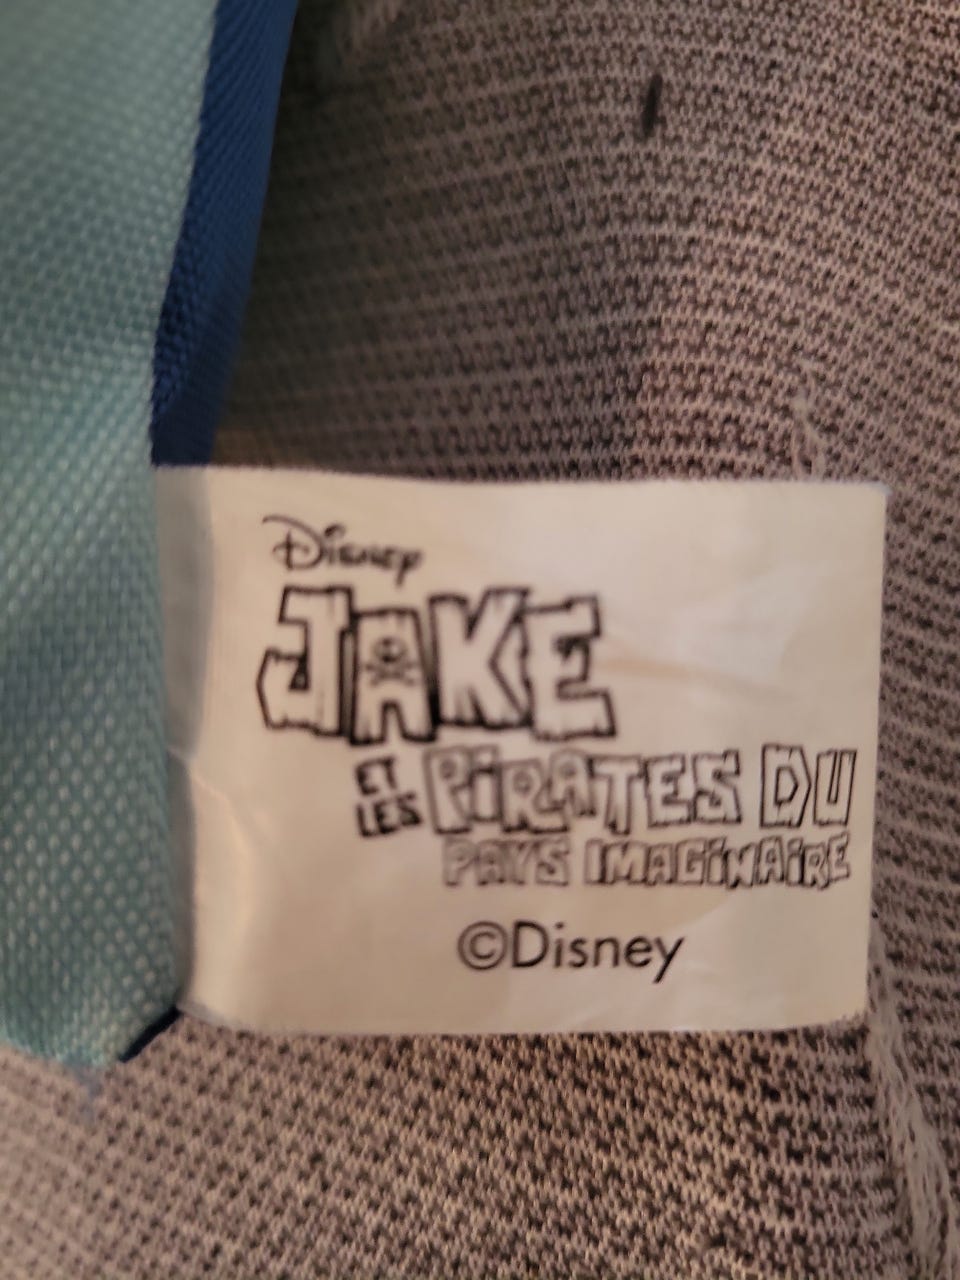 Disney
JAKE
ET LES PIRATES DU
PAYS IMAGINAIRE
©Disney